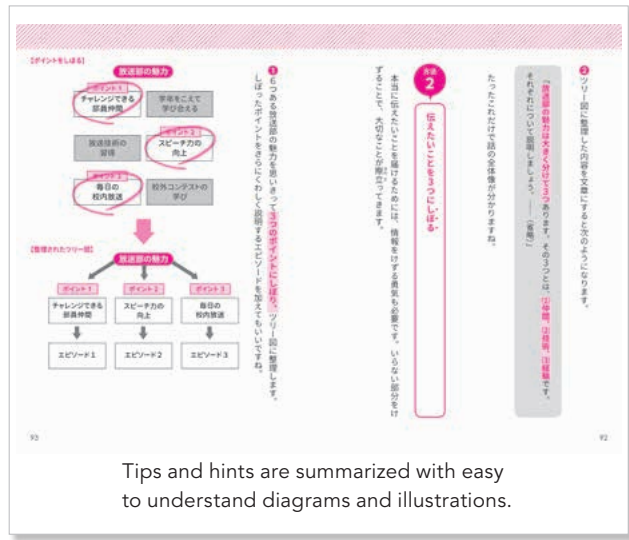 ❷ツリー図に整理した内容を文章にすると次のようになります。
「放送部の魅力は大きく分けて3つあります。その3つとは、①仲間、②技術、③経験です。
それぞれについて説明しましょう。――（省略）」
たったこれだけで話の全体像が分かりますね。
方法
2
伝えたいことを3つにしぼる
本当に伝えたいことを届けるためには、情報をけずる勇気も必要です。いらない部分をけ
ずることで、大切なことが際立ってきます。
92
❶6つある放送部の魅力を思いきって3つのポイントにしぼり、ツリー図に整理します。
しぼったポイントをさらにくわしく説明するエピソードを加えてもいいですね。
【ポイントをしぼる】
放送部の魅力
ポイント1
チャレンジできる
部員仲間
学年をこえて
学び合える
放送技術の
習得
ポイント2
スピーチ力の
向上
ポイント3
毎日の
校内放送
校外コンテストの
学び
【整理されたツリー図】
放送部の魅力
ポイント1
ポイント2
ポイント3
チャレンジできる
部員仲間
スピーチ力の
向上
毎日の
校内放送
エピソード1
エピソード2
エピソード3
93
Tips and hints are summarized with easy
to understand diagrams and illustrations.